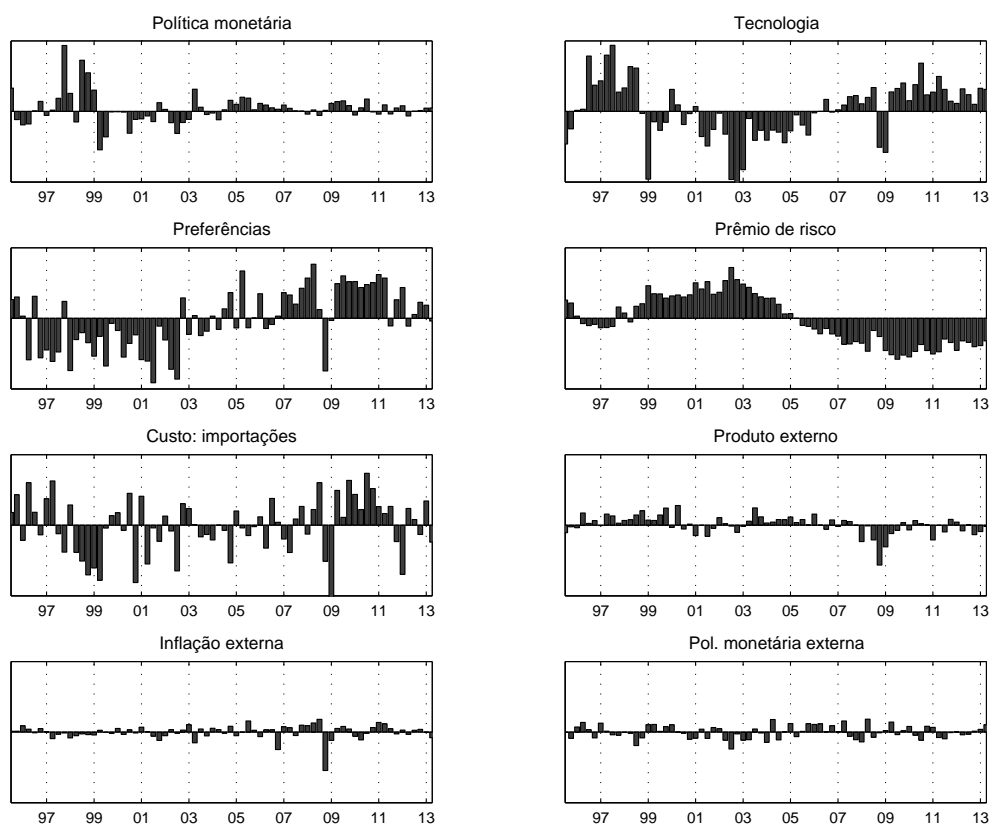 Política monetária
97 99 01 03 05 07 09 11 13
Tecnologia
97 99 01 03 05 07 09 11 13
Preferências
97 99 01 03 05 07 09 11 13
Prêmio de risco
97 99 01 03 05 07 09 11 13
Custo: importações
97 99 01 03 05 07 09 11 13
Produto externo
97 99 01 03 05 07 09 11 13
Inflação externa
97 99 01 03 05 07 09 11 13
Pol. monetária externa
97 99 01 03 05 07 09 11 13